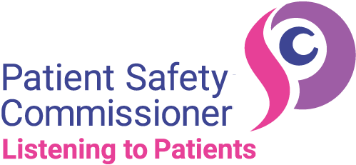 Patient Safety
Commissioner
Listening to Patients